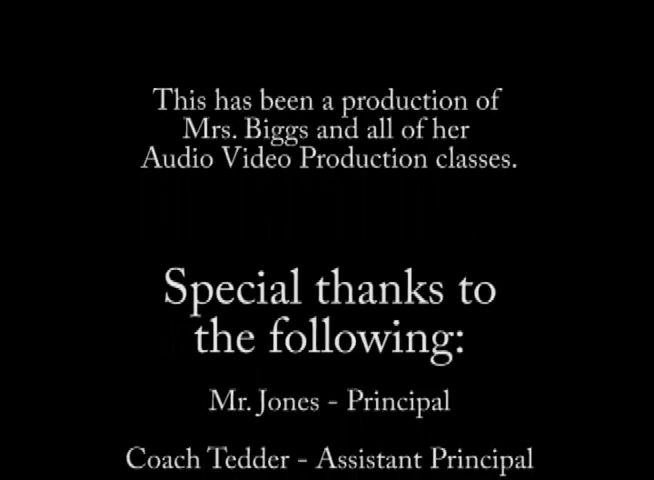 This has been a production of
Mrs. Biggs and all of her
Audio Video Production classes.
Special thanks to
the following:
Mr. Jones - Principal
Coach Tedder - Assistant Principal